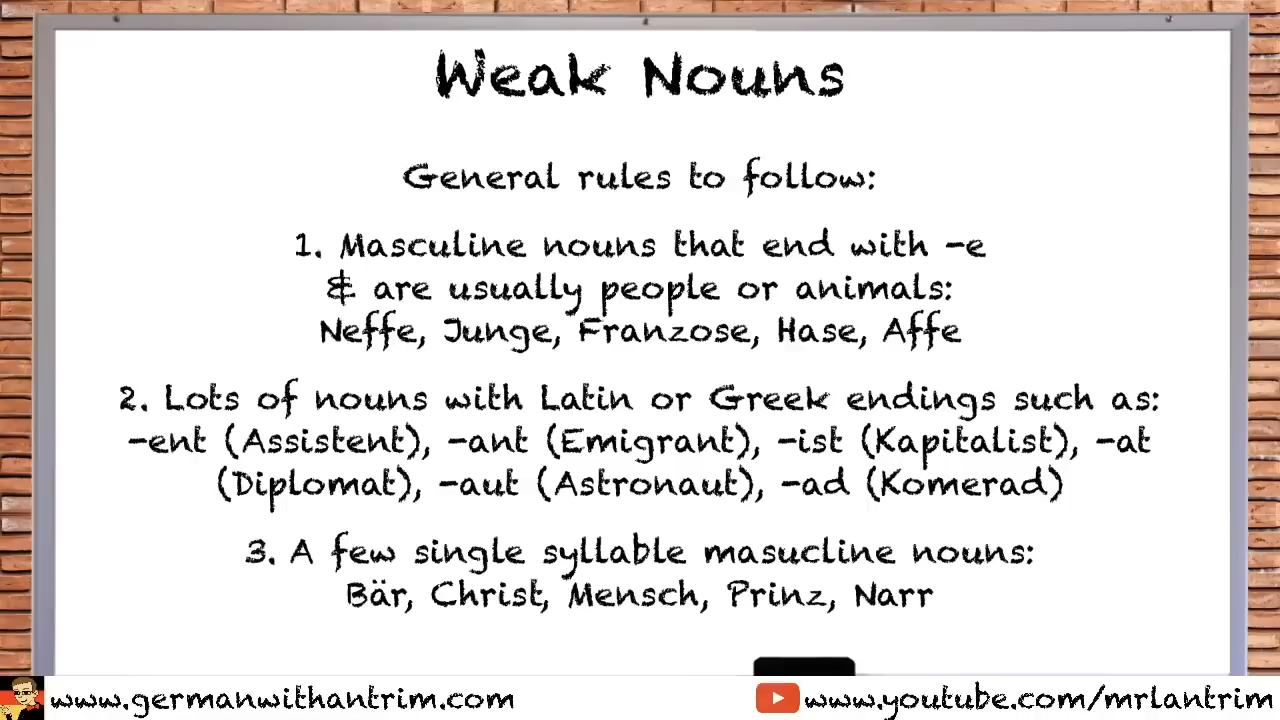 Weak Nouns
General rules to follow:
1. Masculine nouns that end with -e
& are usually people or animals:
Neffe, Junge, Franzose, Hase, Affe
2. Lots of nouns with Latin or Greek endings such as:
-ent (Assistent), -ant (Emigrant), -ist (Kapitalist), -at
(Diplomat), -aut (Astronaut), -ad (Komerad)
3. A few single syllable masucline nouns:
Bär, Christ, Mensch, Prinz, Narr
www.germanwithantrim.com
www.youtube.com/mrlantrim